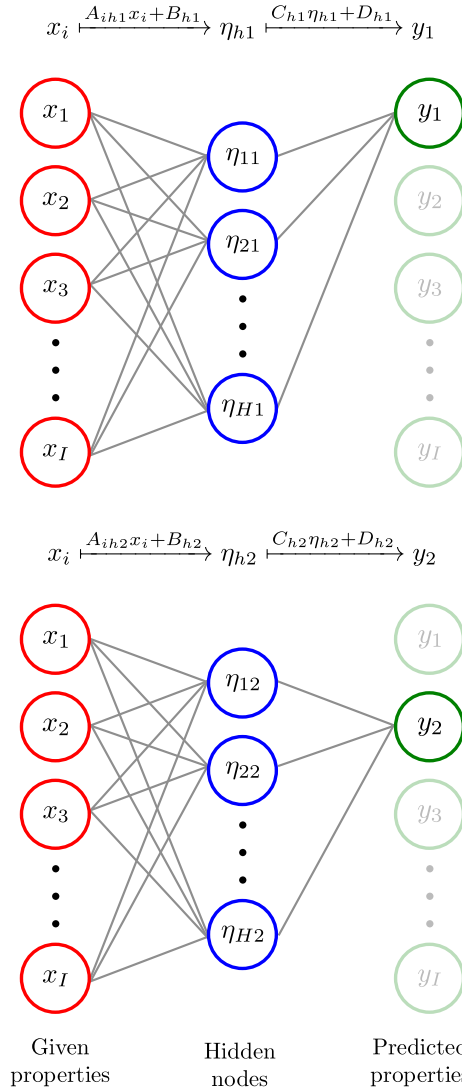 x_i A_{ih1}x_i+B_{h1} η_{h1} C_{h1}η_{h1}+D_{h1} y_1
x_1 y_1
η_{11}
x_2 y_2
η_{21}
x_3 y_3
η_{H1}
x_I y_I
x_i A_{ih2}x_i+B_{h2} η_{h2} C_{h2}η_{h2}+D_{h2} y_2
x_1 y_1
η_{12}
x_2 y_2
η_{22}
x_3 y_3
η_{H2}
x_I y_I
Given Hidden Predicted
properties nodes propertie